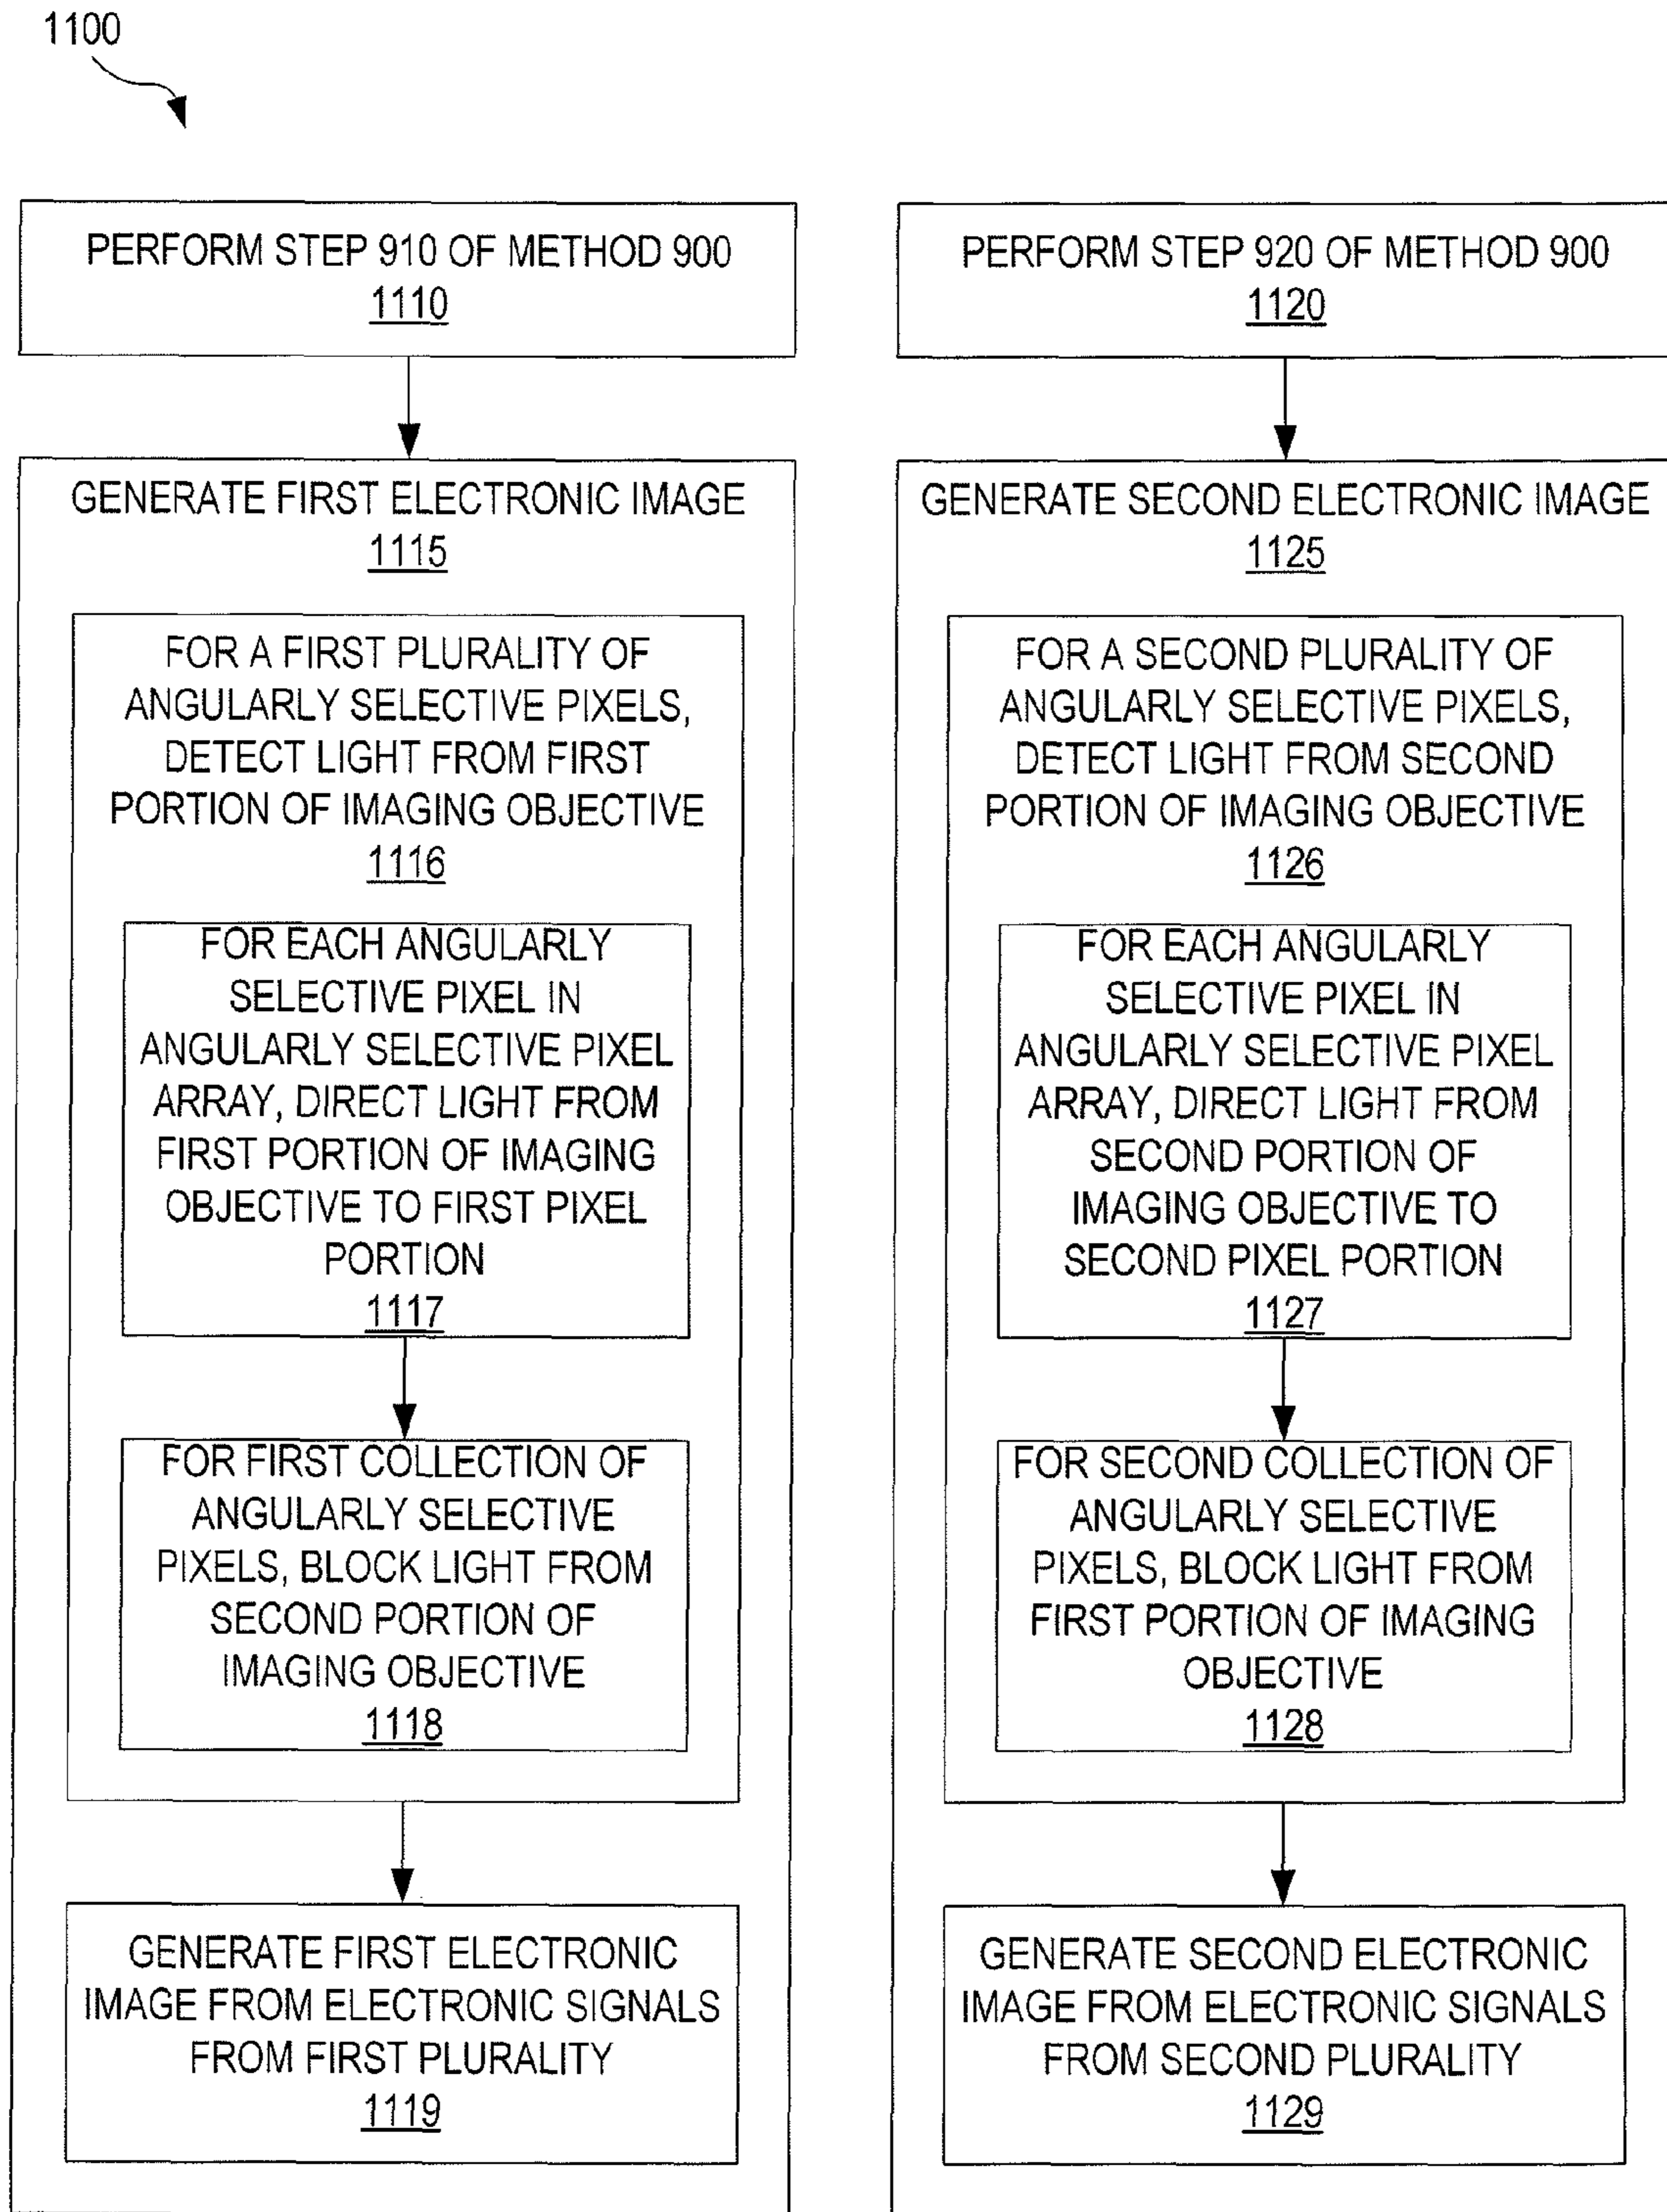 1100
PERFORM STEP 910 OF METHOD 900
1110
GENERATE FIRST ELECTRONIC IMAGE
1115
FOR A FIRST PLURALITY OF
ANGULARLY SELECTIVE PIXELS,
DETECT LIGHT FROM FIRST
PORTION OF IMAGING OBJECTIVE
1116
FOR EACH ANGULARLY
SELECTIVE PIXEL IN
ANGULARLY SELECTIVE PIXEL
ARRAY, DIRECT LIGHT FROM
FIRST PORTION OF IMAGING
OBJECTIVE TO FIRST PIXEL
PORTION
1117
FOR FIRST COLLECTION OF
ANGULARLY SELECTIVE
PIXELS, BLOCK LIGHT FROM
SECOND PORTION OF
IMAGING OBJECTIVE
1118
GENERATE FIRST ELECTRONIC
IMAGE FROM ELECTRONIC SIGNALS
FROM FIRST PLURALITY
1119
PERFORM STEP 920 OF METHOD 900
1120
GENERATE SECOND ELECTRONIC IMAGE
1125
FOR A SECOND PLURALITY OF
ANGULARLY SELECTIVE PIXELS,
DETECT LIGHT FROM SECOND
PORTION OF IMAGING OBJECTIVE
1126
FOR EACH ANGULARLY
SELECTIVE PIXEL IN
ANGULARLY SELECTIVE PIXEL
ARRAY, DIRECT LIGHT FROM
SECOND PORTION OF
IMAGING OBJECTIVE TO
SECOND PIXEL PORTION
1127
FOR SECOND COLLECTION OF
ANGULARLY SELECTIVE
PIXELS, BLOCK LIGHT FROM
FIRST PORTION OF IMAGING
OBJECTIVE
1128
GENERATE SECOND ELECTRONIC
IMAGE FROM ELECTRONIC SIGNALS
FROM SECOND PLURALITY
1129